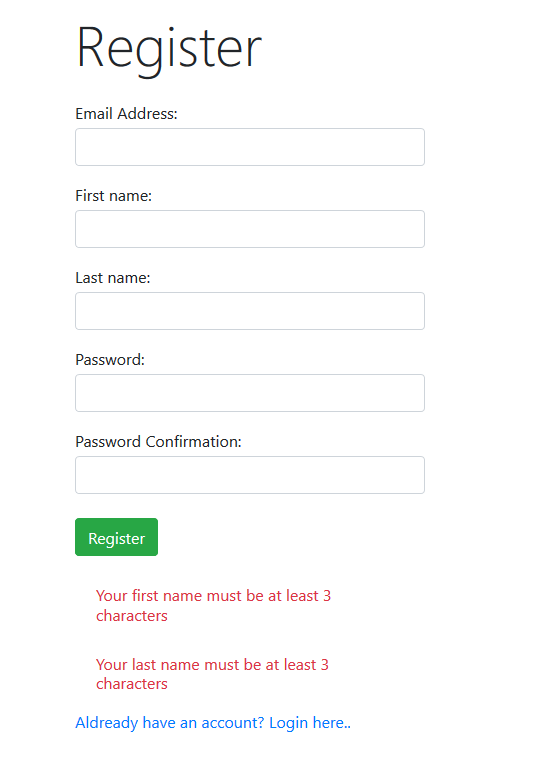 Register
Email Address:
First name:
Last name:
Password:
Password Confirmation:
Register
Your first name must be at least 3
characters
Your last name must be at least 3
characters
Aldready have an account? Login here..